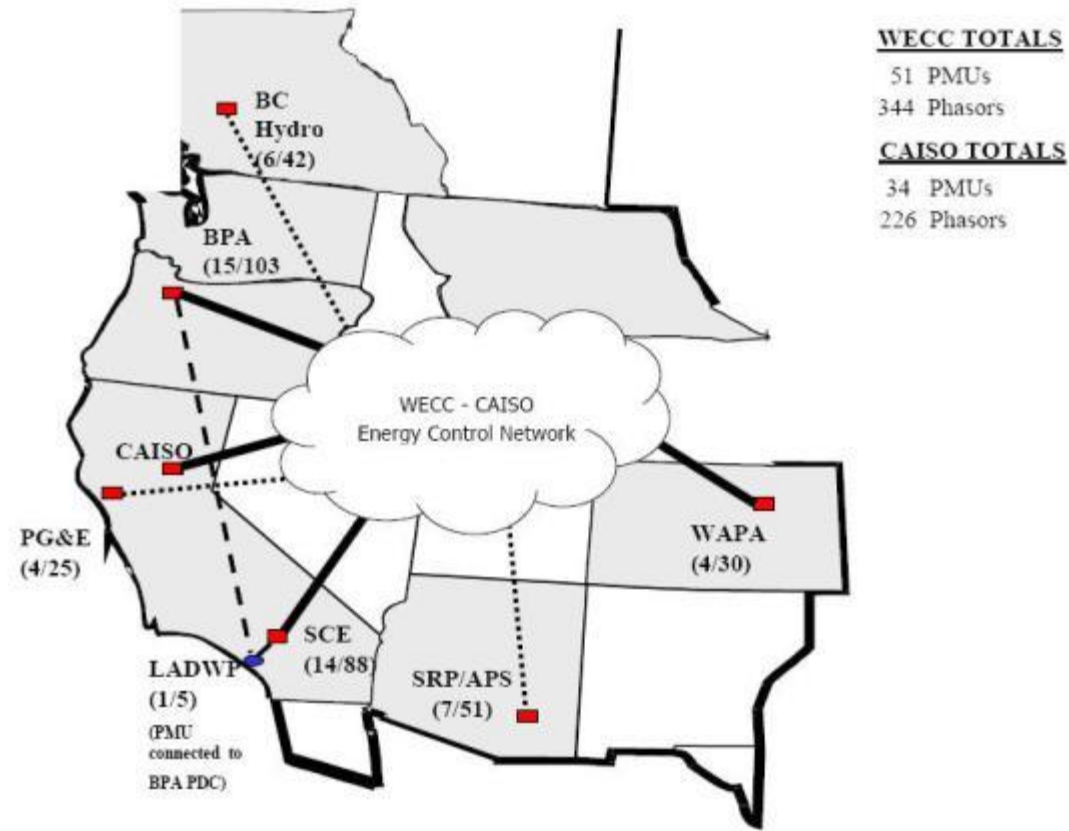 WECC TOTALS
51 PMUs
344 Phasors
CAISO TOTALS
34 PMUs
226 Phasors
BC
Hydro
(6/42)
BPA
(15/103
WECC - CAISO
Energy Control Network
CAISO
PG&E
(4/25)
WAPA
(4/30)
SCE
(14/88)
LADWP
(1/5)
(PMU
connected to
BPA PDC)
SRP/APS
(7/51)